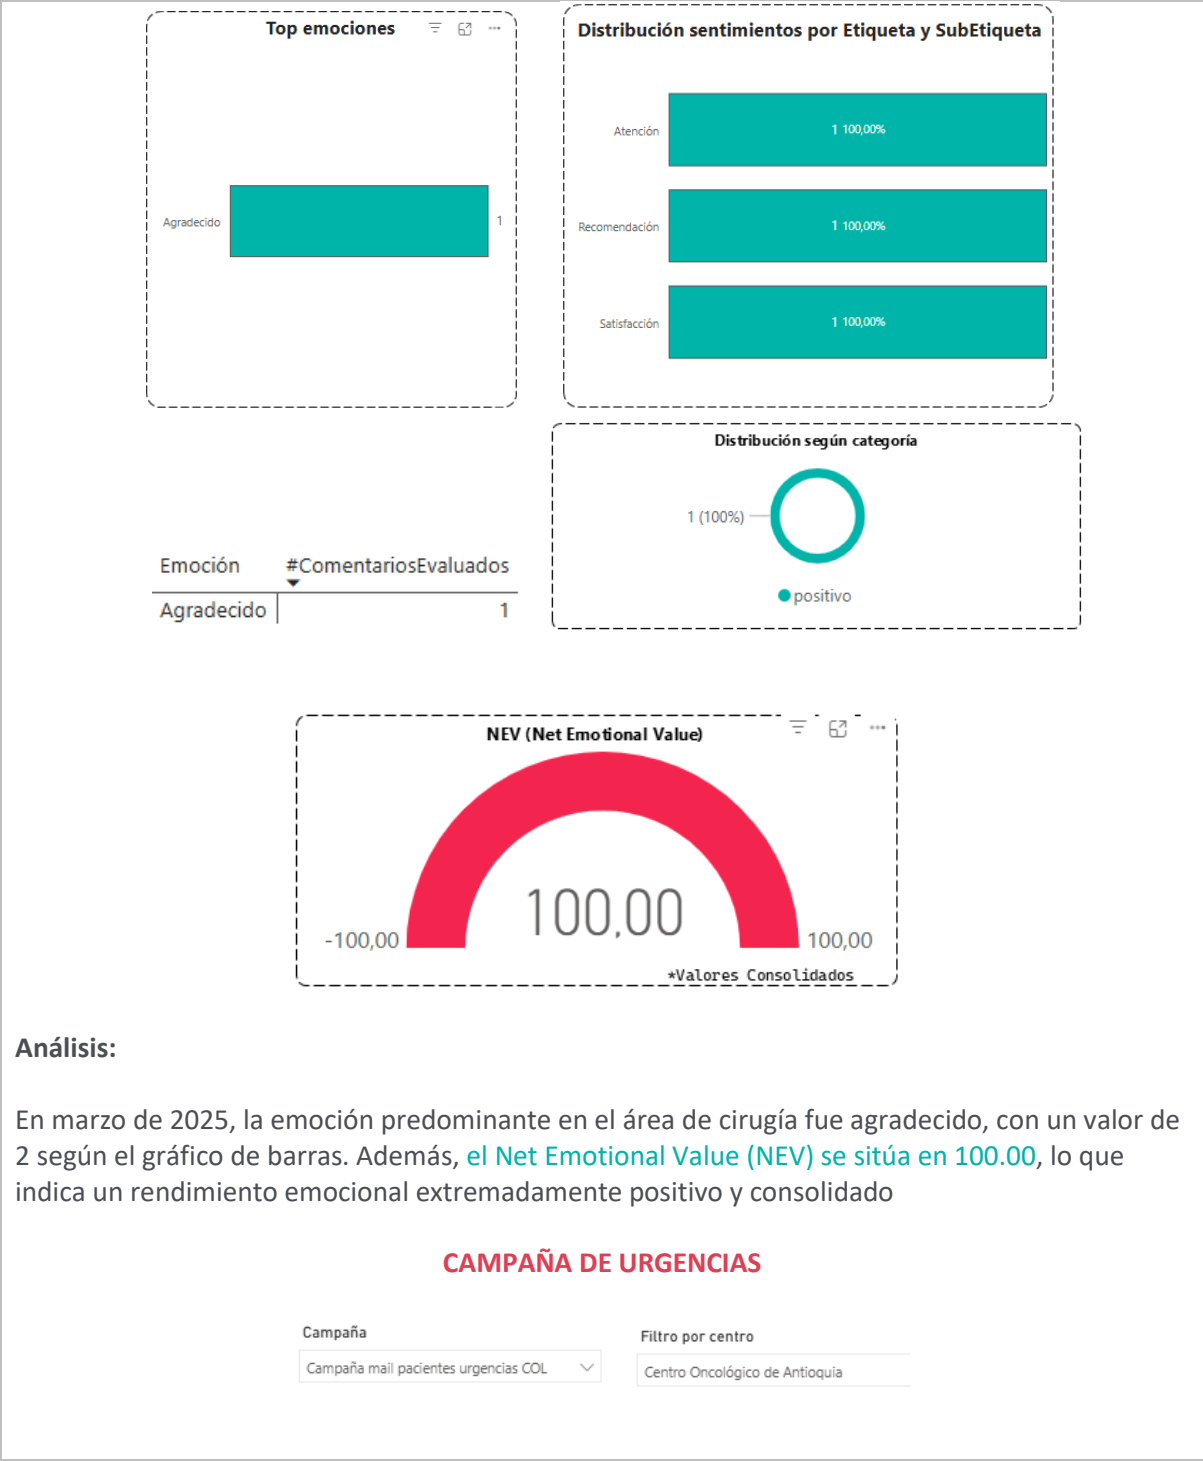 Top emociones
Agradecido
1
Distribución sentimientos por Etiqueta y SubEtiqueta
Atención
1 100,00%
Recomendación
1 100,00%
Satisfacción
1 100,00%
Emoción #ComentariosEvaluados
Agradecido 1
Distribución según categoría
1 (100%)
positivo
NEV (Net Emotional Value)
100,00
-100,00
100,00
*Valores Consolidados
Análisis:
En marzo de 2025, la emoción predominante en el área de cirugía fue agradecido, con un valor de
2 según el gráfico de barras. Además, el Net Emotional Value (NEV) se sitúa en 100.00, lo que
indica un rendimiento emocional extremadamente positivo y consolidado
CAMPAÑA DE URGENCIAS
Campaña
Campaña mail pacientes urgencias COL
Filtro por centro
Centro Oncológico de Antioquia